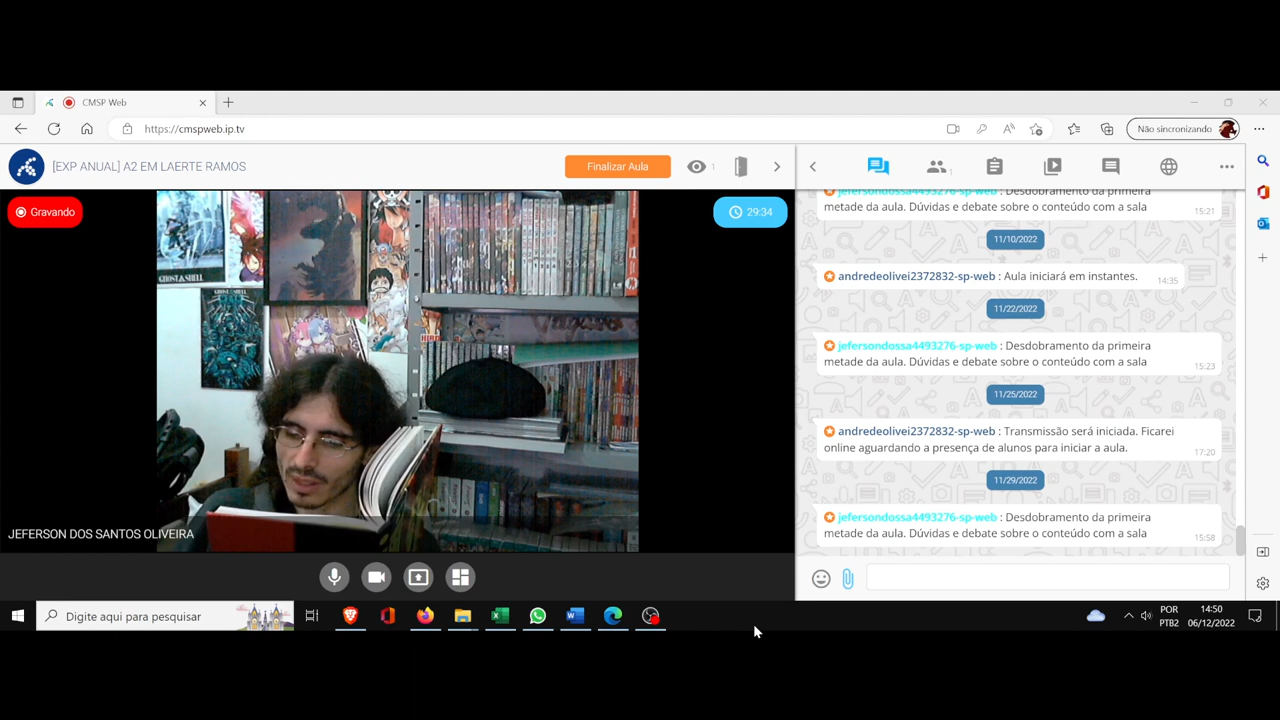 CMSP Web
https://cmspweb.ip.tv
Não sincronizando
[EXP ANUAL] A2 EM LAERTE RAMOS
Finalizar Aula
1
Gravando
29:34
GHOST SHELL
JEFERSON DOS SANTOS OLIVEIRA
1
jefersondossa4493276-sp-web : Desdobramento da primeira
metade da aula. Dúvidas e debate sobre o conteúdo com a sala
15:21
11/10/2022
andredeolivei2372832-sp-web : Aula iniciará em instantes.
14:35
11/22/2022
jefersondossa4493276-sp-web : Desdobramento da primeira
metade da aula. Dúvidas e debate sobre o conteúdo com a sala
15:23
11/25/2022
andredeolivei2372832-sp-web : Transmissão será iniciada. Ficarei
online aguardando a presença de alunos para iniciar a aula.
17:20
11/29/2022
jefersondossa4493276-sp-web : Desdobramento da primeira
metade da aula. Dúvidas e debate sobre o conteúdo com a sala
15:58
Digite aqui para pesquisar
POR
PTB2
14:50
06/12/2022